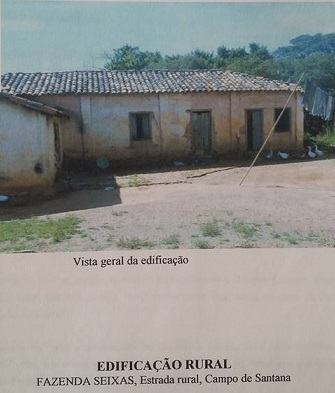 Vista geral da edificação
EDIFICAÇÃO RURAL
FAZENDA SEIXAS, Estrada rural, Campo de Santana